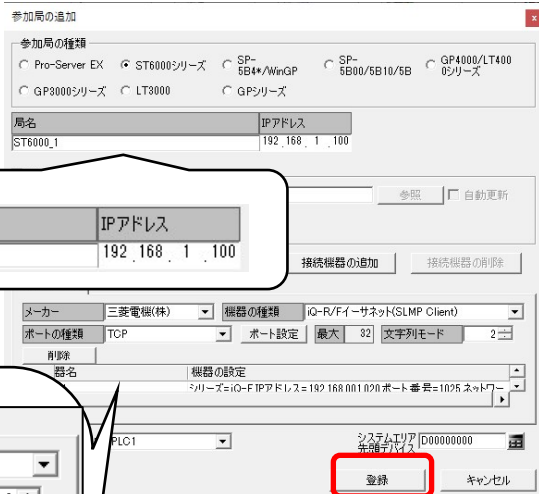 参加局の追加
x
参加局の種類
Pro-Server EX
ST6000シリーズ
SP-5B4*/WinGP
SP-5B00/5B10/5B
GP4000/LT4000シリーズ
GP3000シリーズ
LT3000
GPシリーズ
局名 IPアドレス
ST6000_1 192.168.1.100
参照 自動更新
IPアドレス
192.168.1.100
接続機器の追加 接続機器の削除
メーカー 三菱電機(株) 機器の種類 iQ-R/Fイーサネット(SLMP Client)
ポートの種類 TCP ポート設定 最大 32 文字列モード 2
削除
器名 機器の設定
シリーズ=iQ-F IPアドレス=192.168.001.020 ポート番号=1025 ネットワー
PLC1 システムエリア先頭デバイス D00000000
登録 キャンセル